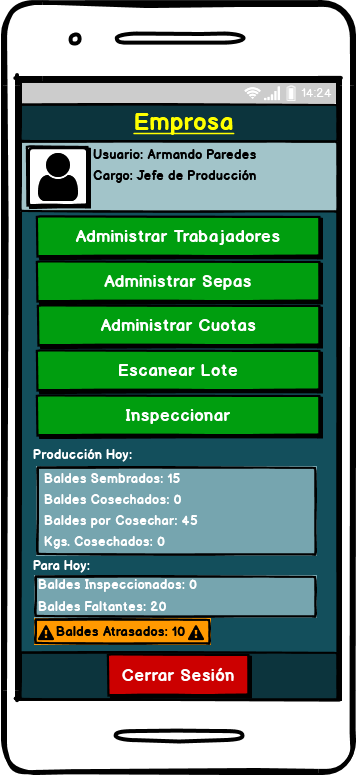 14:24
Emprosa
Usuario: Armando Paredes
Cargo: Jefe de Producción
Administrar Trabajadores
Administrar Sepas
Administrar Cuotas
Escanear Lote
Inspeccionar
Producción Hoy:
Baldes Sembrados: 15
Baldes Cosechados: 0
Baldes por Cosechar: 45
Kgs. Cosechados: 0
Para Hoy:
Baldes Inspeccionados: 0
Baldes Faltantes: 20
Baldes Atrasados: 10
Cerrar Sesión